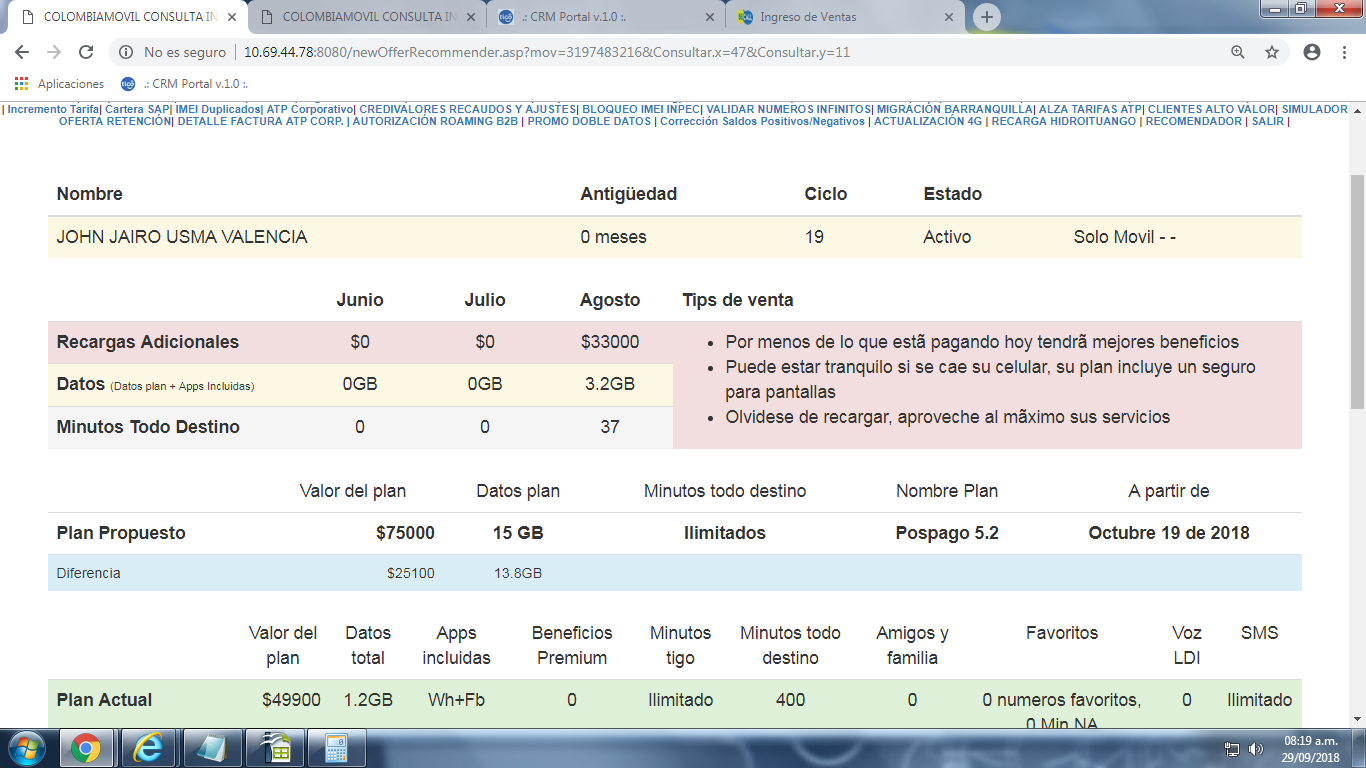 COLOMBIAMOVIL CONSULTA IN
COLOMBIAMOVIL CONSULTA IN
.: CRM Portal v.1.0 :.
Ingreso de Ventas
No es seguro | 10.69.44.78:8080/newOfferRecommender.asp?mov=3197483216&Consultar.x=47&Consultar.y=11
Aplicaciones
.: CRM Portal v.1.0 :.
| Incremento Tarifa| Cartera SAP| IMEI Duplicados| ATP Corporativo| CREDIVALORES RECAUDOS Y AJUSTES| BLOQUEO IMEI INPEC| VALIDAR NUMEROS INFINITOS| MIGRACIÓN BARRANQUILLA| ALZA TARIFAS ATP| CLIENTES ALTO VALOR| SIMULADOR
OFERTA RETENCIÓN| DETALLE FACTURA ATP CORP. | AUTORIZACIÓN ROAMING B2B | PROMO DOBLE DATOS | Corrección Saldos Positivos/Negativos | ACTUALIZACIÓN 4G | RECARGA HIDROITUANGO | RECOMENDADOR | SALIR |
Nombre Antigüedad Ciclo Estado
JOHN JAIRO USMA VALENCIA 0 meses 19 Activo Solo Movil - -
Junio Julio Agosto Tips de venta
Recargas Adicionales $0 $0 $33000
Datos (Datos plan + Apps Incluidas) 0GB 0GB 3.2GB
Minutos Todo Destino 0 0 37
• Por menos de lo que estã pagando hoy tendrã mejores beneficios
• Puede estar tranquilo si se cae su celular, su plan incluye un seguro
para pantallas
• Olvidese de recargar, aproveche al mãximo sus servicios
Valor del plan Datos plan Minutos todo destino Nombre Plan A partir de
Plan Propuesto $75000 15 GB Ilimitados Pospago 5.2 Octubre 19 de 2018
Diferencia $25100 13.8GB
Valor del Datos Apps Beneficios Minutos Minutos todo Amigos y Favoritos Voz SMS
plan total incluidas Premium tigo destino familia LDI
Plan Actual $49900 1.2GB Wh+Fb 0 Ilimitado 400 0 0 numeros favoritos, 0 Ilimitado
0 Min NA
08:19 a.m.
29/09/2018